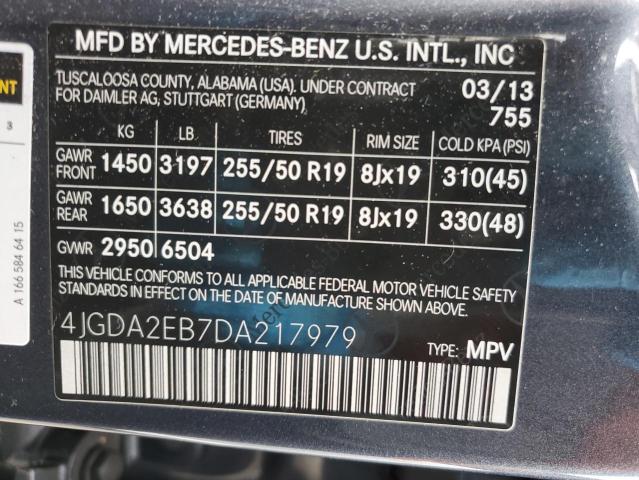 MFD BY MERCEDES-BENZ U.S. INTL., INC
TUSCALOOSA COUNTY, ALABAMA (USA). UNDER CONTRACT
FOR DAIMLER AG, STUTTGART (GERMANY)
03/13
755
KG LB TIRES RIM SIZE COLD KPA (PSI)
GAWR FRONT 1450 3197 255/50 R19 8Jx19 310(45)
GAWR REAR 1650 3638 255/50 R19 8Jx19 330(48)
GVWR 2950 6504
THIS VEHICLE CONFORMS TO ALL APPLICABLE FEDERAL MOTOR VEHICLE SAFETY
STANDARDS IN EFFECT ON THE DATE OF MANUFACTURE SHOWN ABOVE.
4JGDA2EB7DA217979
TYPE: MPV
A 166 584 64 15
3